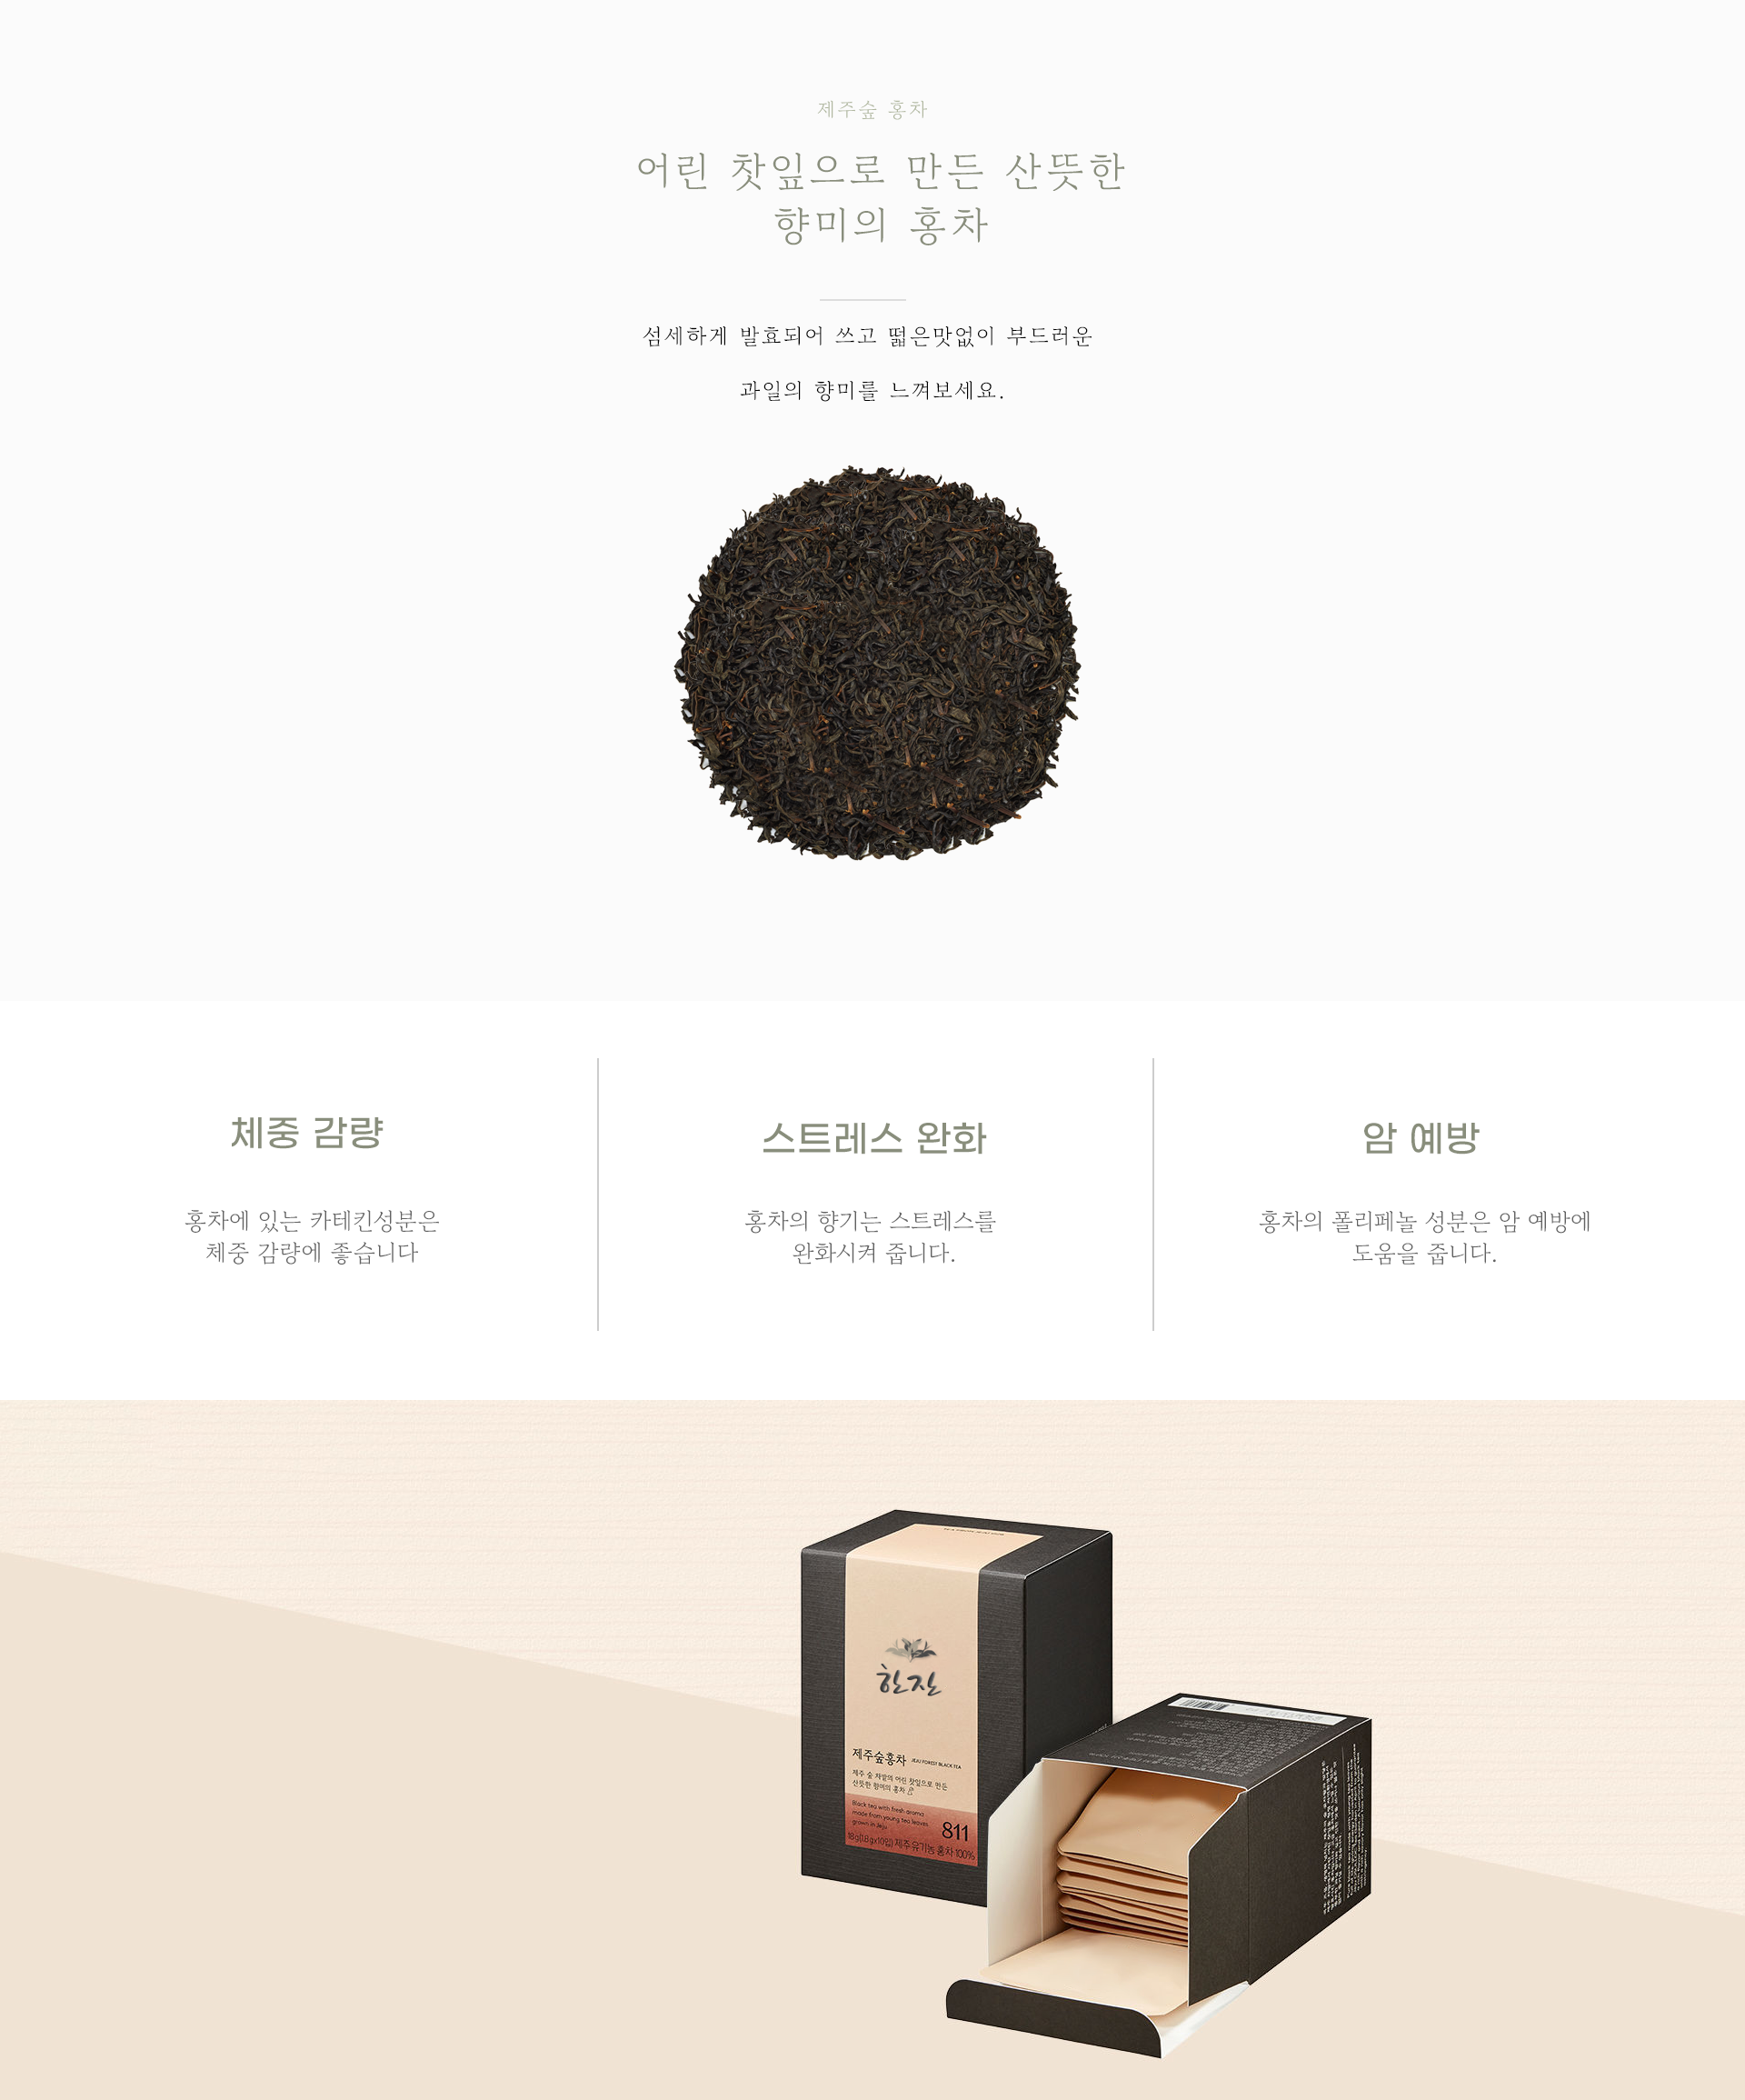 제주숲 홍차
어린 찻잎으로 만든 산뜻한
향미의 홍차
섬세하게 발효되어 쓰고 떫은맛없이 부드러운
과일의 향미를 느껴보세요.
체중 감량
홍차에 있는 카테킨성분은
체중 감량에 좋습니다
스트레스 완화
홍차의 향기는 스트레스를
완화시켜 줍니다.
암 예방
홍차의 폴리페놀 성분은 암 예방에
도움을 줍니다.
한잔
제주숲홍차 JEJU FOREST BLACK TEA
제주 숲 차밭의 어린 찻잎으로 만든
산뜻한 향미의 홍차
Black tea with fresh aroma
made from young tea leaves
grown in Jeju
811
18g(1.8gx10입) 제주 유기농 홍차 100%